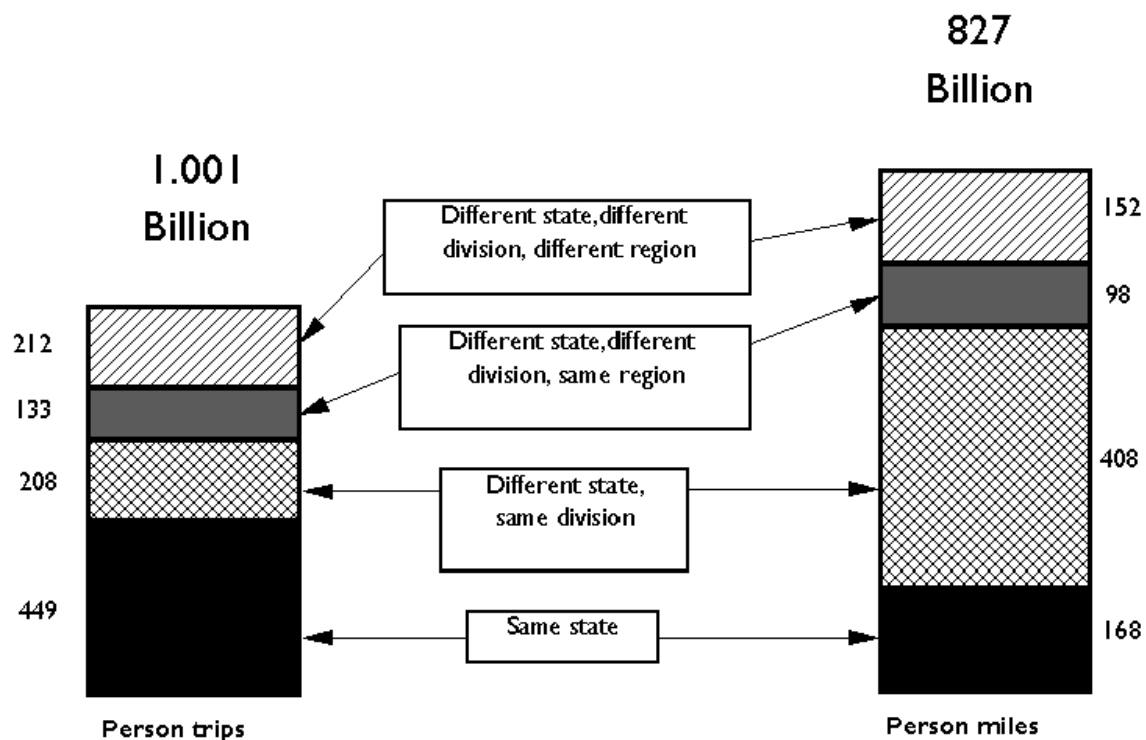 827
Billion
1.001
Billion
Different state,different
division, different region
152
98
212
Different state,different
division, same region
133
408
208
Different state,
same division
449
Same state
168
Person trips
Person miles